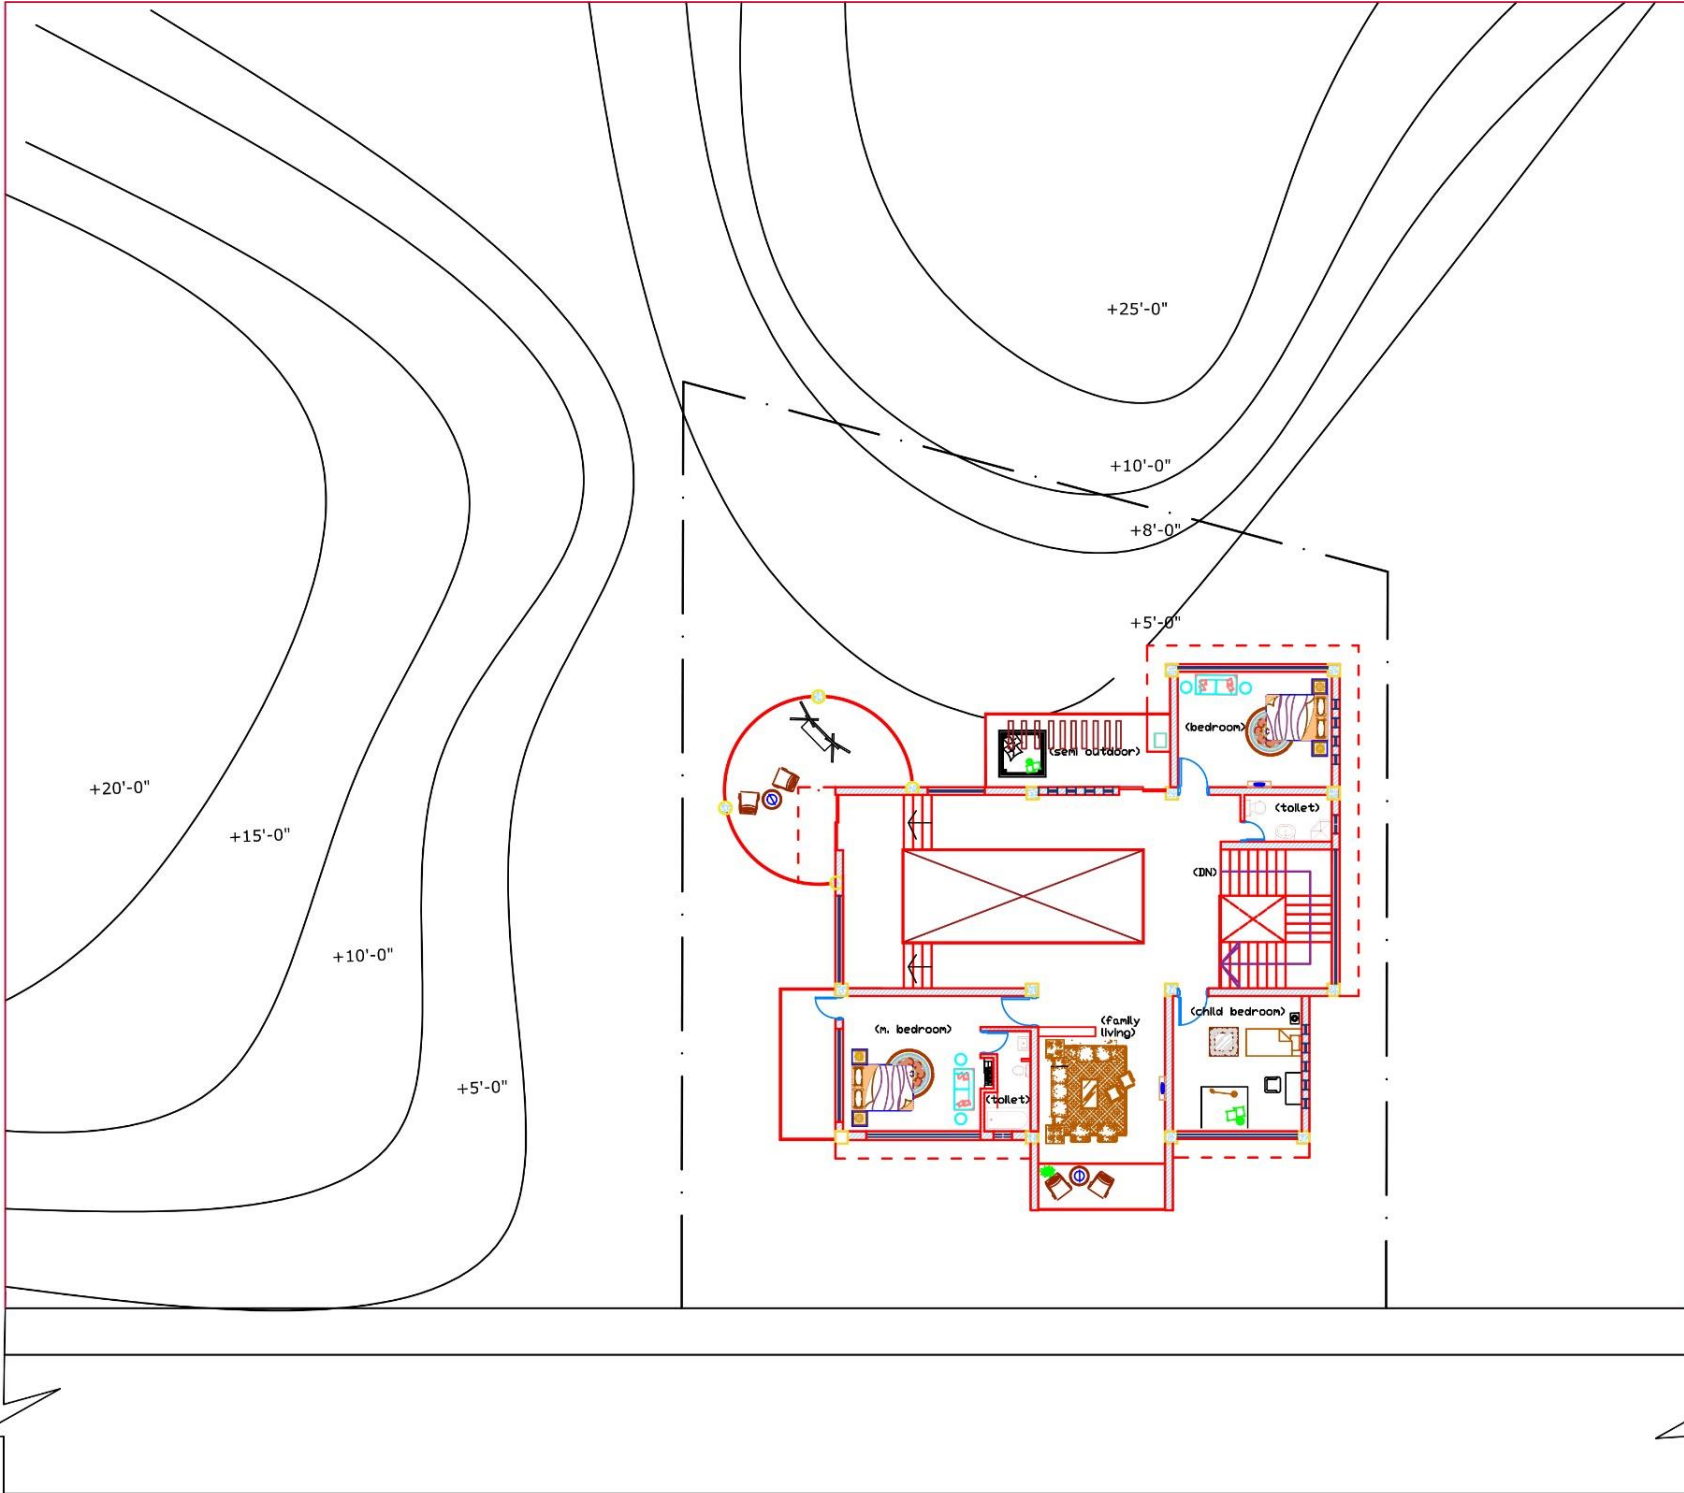 +25'-0"
+10'-0"
+8'-0"
+5'-0"
(bedroom)
(semi outdoor)
+20'-0"
(toilet)
+15'-0"
(DN)
+10'-0"
(child bedroom)
(family
living)
(m. bedroom)
+5'-0"
(toilet)